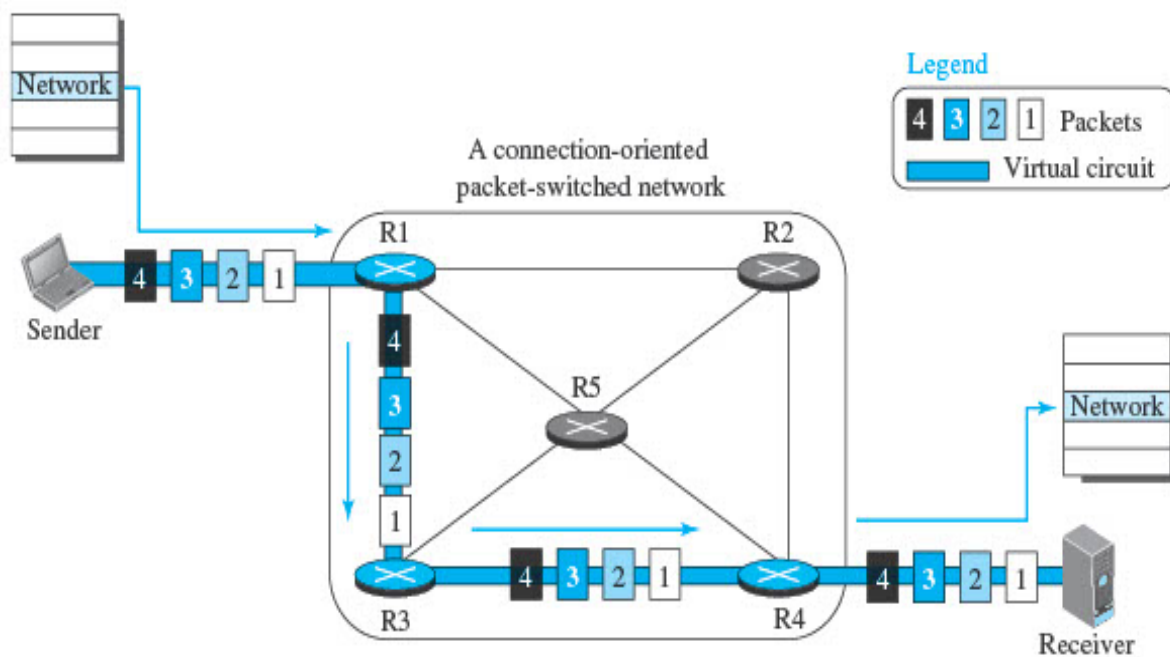 Network
Legend
4 3 2 1 Packets
Virtual circuit
A connection-oriented
packet-switched network
R1
R2
4 3 2 1
Sender
4
3
2
1
R5
Network
R3
4 3 2 1
R4
4 3 2 1
Receiver